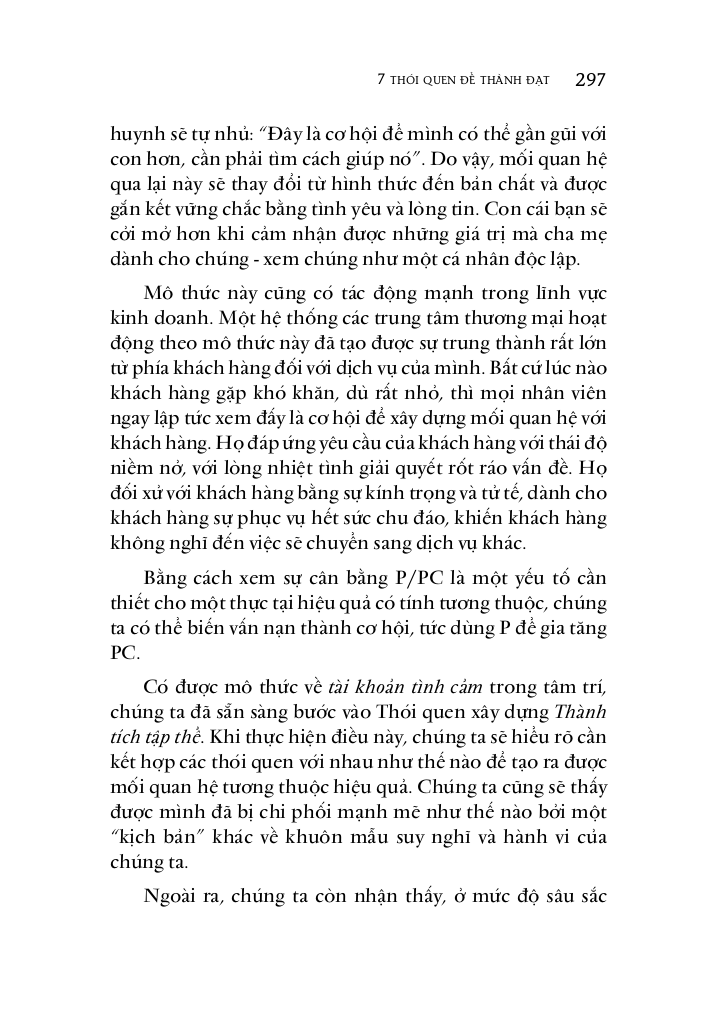 7 THÓI QUEN ĐỂ THÀNH ĐẠT 297
huynh sẽ tự nhủ: “Đây là cơ hội để mình có thể gần gũi với
con hơn, cần phải tìm cách giúp nó”. Do vậy, mối quan hệ
qua lại này sẽ thay đổi từ hình thức đến bản chất và được
gắn kết vững chắc bằng tình yêu và lòng tin. Con cái bạn sẽ
cởi mở hơn khi cảm nhận được những giá trị mà cha mẹ
dành cho chúng - xem chúng như một cá nhân độc lập.
Mô thức này cũng có tác động mạnh trong lĩnh vực
kinh doanh. Một hệ thống các trung tâm thương mại hoạt
động theo mô thức này đã tạo được sự trung thành rất lớn
từ phía khách hàng đối với dịch vụ của mình. Bất cứ lúc nào
khách hàng gặp khó khăn, dù rất nhỏ, thì mọi nhân viên
ngay lập tức xem đấy là cơ hội để xây dựng mối quan hệ với
khách hàng. Họ đáp ứng yêu cầu của khách hàng với thái độ
niềm nở, với lòng nhiệt tình giải quyết rốt ráo vấn đề. Họ
đối xử với khách hàng bằng sự kính trọng và tử tế, dành cho
khách hàng sự phục vụ hết sức chu đáo, khiến khách hàng
không nghĩ đến việc sẽ chuyển sang dịch vụ khác.
Bằng cách xem sự cân bằng P/PC là một yếu tố cần
thiết cho một thực tại hiệu quả có tính tương thuộc, chúng
ta có thể biến vấn nạn thành cơ hội, tức dùng P để gia tăng
PC.
Có được mô thức về tài khoản tình cảm trong tâm trí,
chúng ta đã sẵn sàng bước vào Thói quen xây dựng Thành
tích tập thể. Khi thực hiện điều này, chúng ta sẽ hiểu rõ cần
kết hợp các thói quen với nhau như thế nào để tạo ra được
mối quan hệ tương thuộc hiệu quả. Chúng ta cũng sẽ thấy
được mình đã bị chi phối mạnh mẽ như thế nào bởi một
“kịch bản” khác về khuôn mẫu suy nghĩ và hành vi của
chúng ta.
Ngoài ra, chúng ta còn nhận thấy, ở mức độ sâu sắc